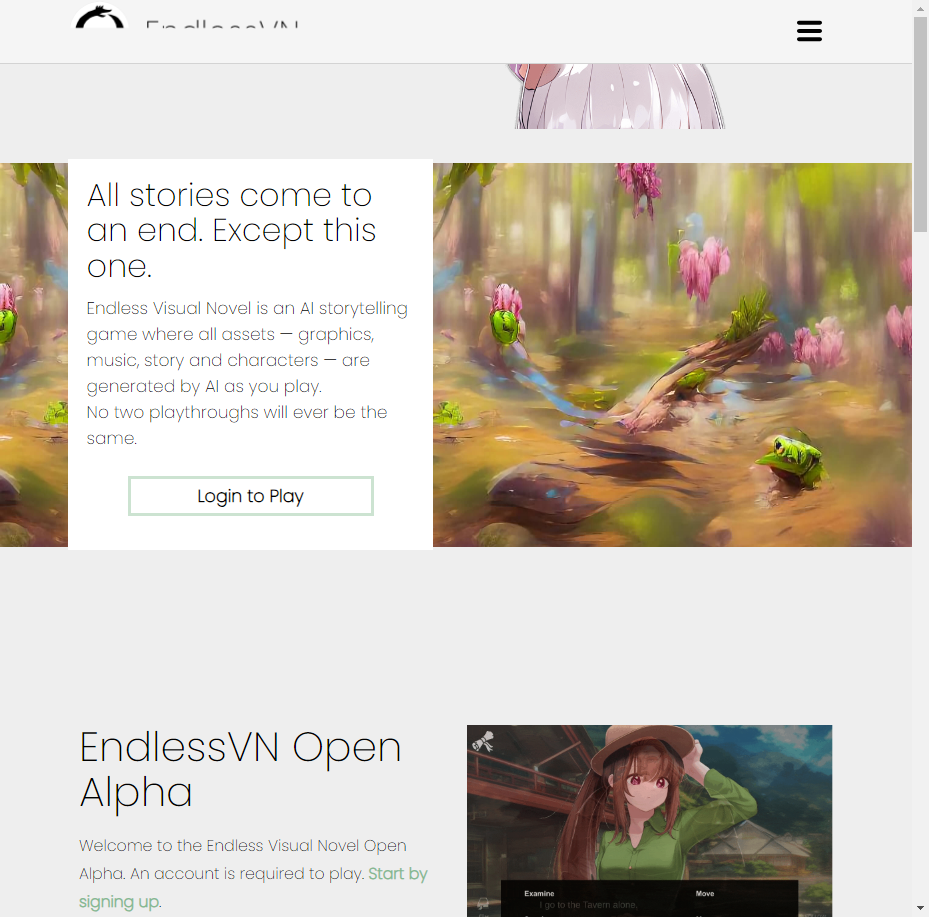 EndlessVN
All stories come to
an end. Except this
one.
Endless Visual Novel is an AI storytelling
game where all assets — graphics,
music, story and characters — are
generated by AI as you play.
No two playthroughs will ever be the
same.
Login to Play
EndlessVN Open
Alpha
Welcome to the Endless Visual Novel Open
Alpha. An account is required to play. Start by
signing up.
Examine
Move
I go to the Tavern alone.